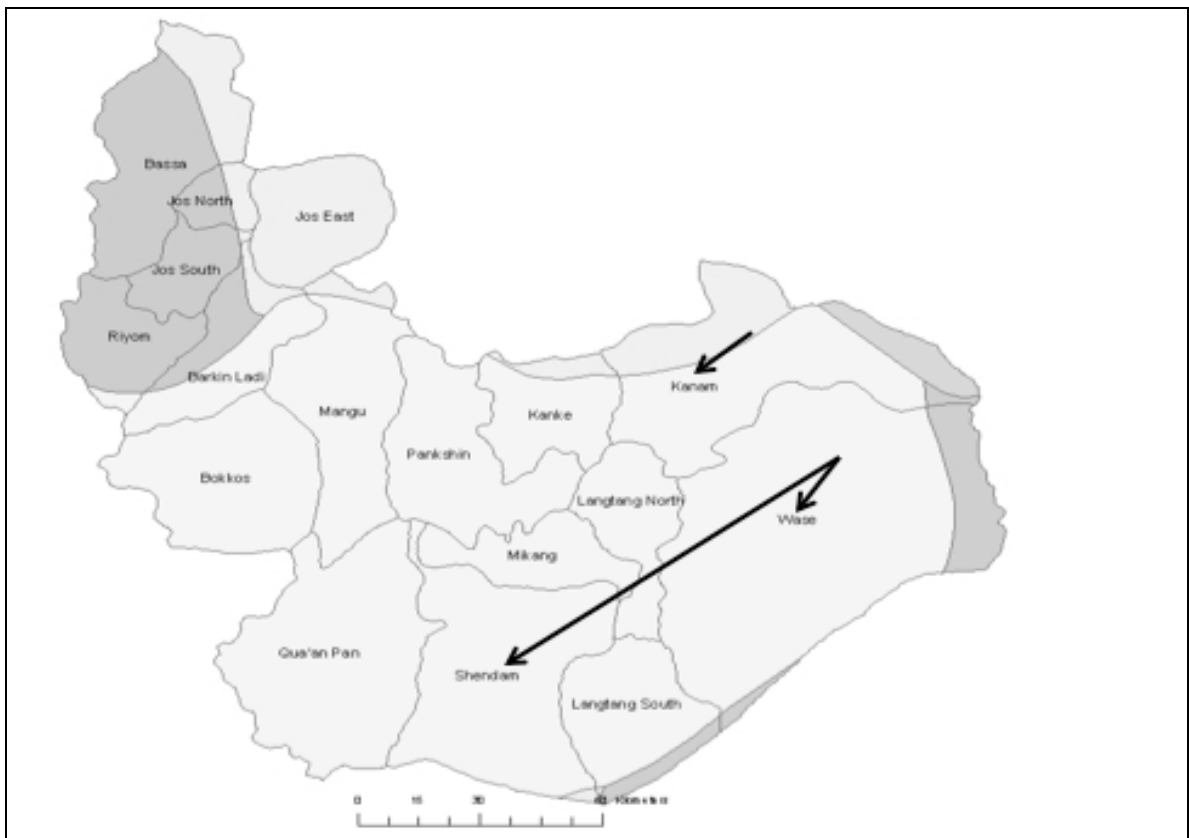 Bassa
Jos North
Jos East
Jos South
Riyom
Barkin Ladi
Kanam
Mangu
Kanke
Pankshin
Bokkos
Langtang North
Wase
Mikang
Qua'an Pan
Shendam
Langtang South
0 15 30 Kilometers